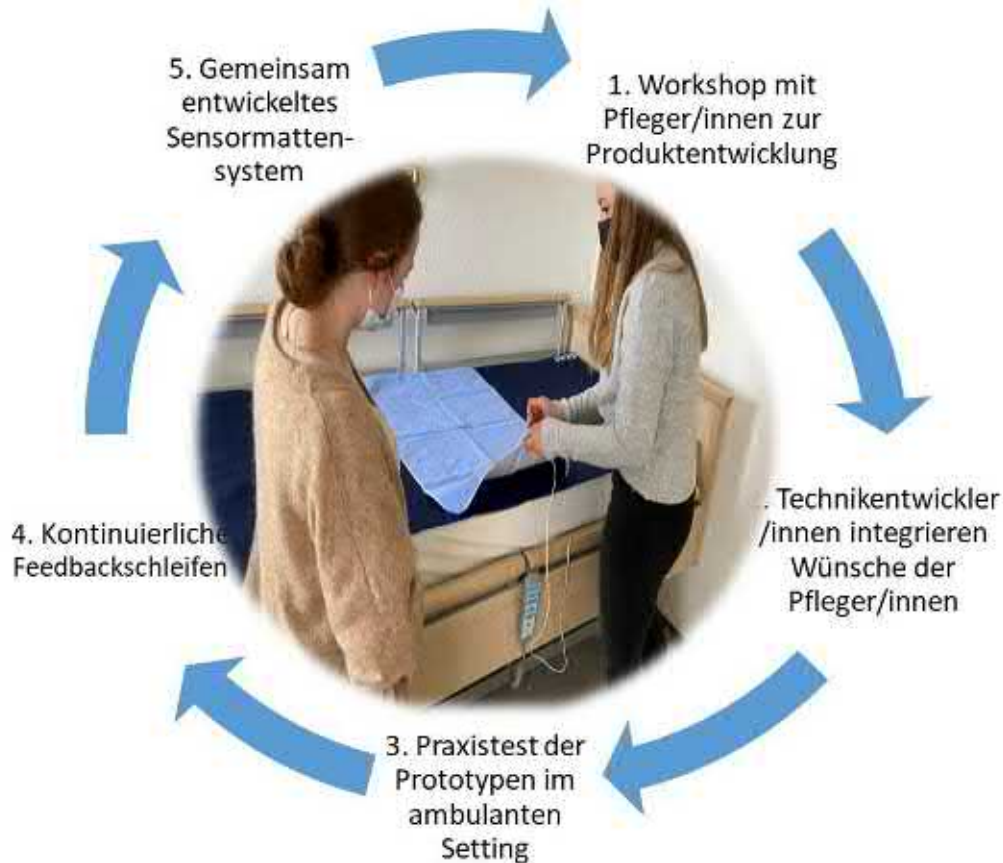 1. Workshop mit
Pfleger/innen zur
Produktentwicklung
. Technikentwickler
/innen integrieren
Wünsche der
Pfleger/innen
3. Praxistest der
Prototypen im
ambulanten
Setting
4. Kontinuierliche
Feedbackschleifen
5. Gemeinsam
entwickeltes
Sensormatten-
system